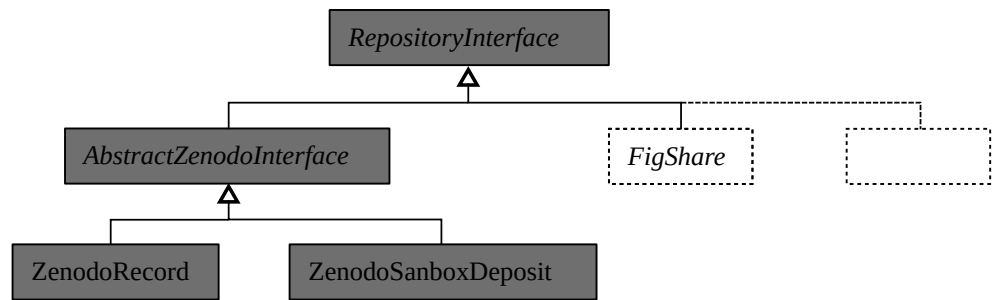 RepositoryInterface
AbstractZenodoInterface
FigShare
ZenodoRecord
ZenodoSanboxDeposit